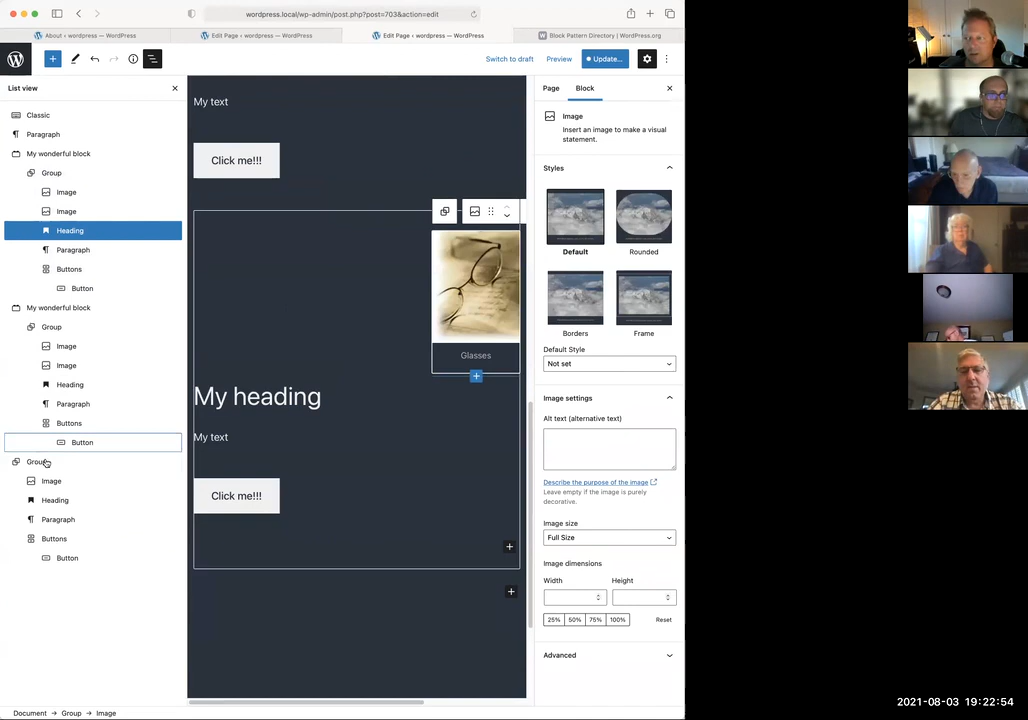 wordpress.local/wp-admin/post.php?post=703&action=edit
About ‹ wordpress — WordPress
Edit Page ‹ wordpress — WordPress
Edit Page ‹ wordpress — WordPress
Block Pattern Directory | WordPress.org
Switch to draft
Preview
Update...
List view
Classic
Paragraph
My wonderful block
Group
Image
Image
Heading
Paragraph
Buttons
Button
My wonderful block
Group
Image
Image
Heading
Paragraph
Buttons
Button
Group
Image
Heading
Paragraph
Buttons
Button
My text
Click me!!!
Glasses
My heading
My text
Click me!!!
Page
Block
Image
Insert an image to make a visual
statement.
Styles
Default
Rounded
Borders
Frame
Default Style
Not set
Image settings
Alt text (alternative text)
Describe the purpose of the image
Leave empty if the image is purely
decorative.
Image size
Full Size
Image dimensions
Width
Height
25%
50%
75%
100%
Reset
Advanced
Document → Group → Image
2021-08-03 19:22:54